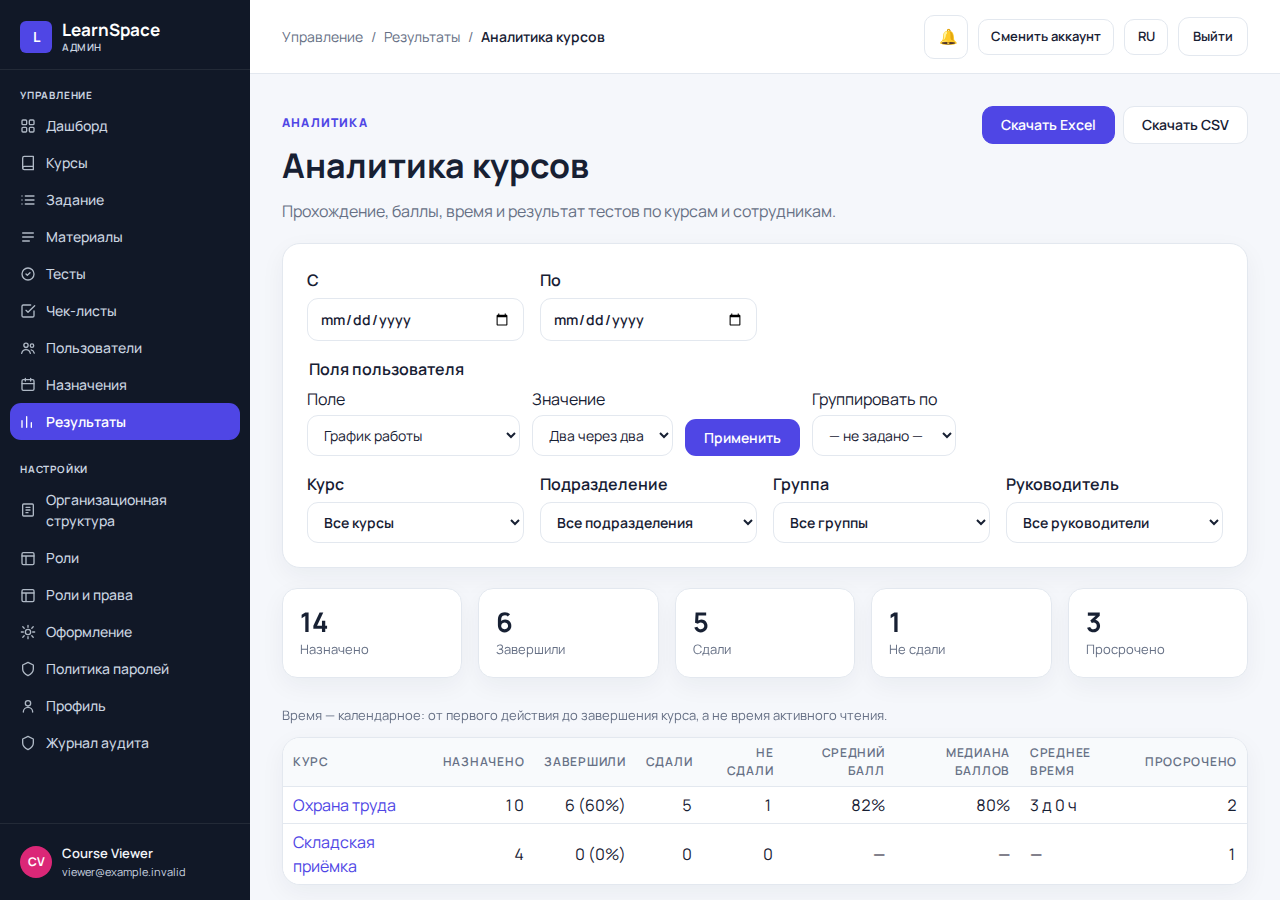 L
LearnSpace
АДМИН
УПРАВЛЕНИЕ
Дашборд
Курсы
Задание
Материалы
Тесты
Чек-листы
Пользователи
Назначения
Результаты
НАСТРОЙКИ
Организационная
структура
Роли
Роли и права
Оформление
Политика паролей
Профиль
Журнал аудита
CV
Course Viewer
viewer@example.invalid
Управление / Результаты / Аналитика курсов
Сменить аккаунт
RU
Выйти
АНАЛИТИКА
Скачать Excel
Скачать CSV
Аналитика курсов
Прохождение, баллы, время и результат тестов по курсам и сотрудникам.
С
По
mm/dd/yyyy
mm/dd/yyyy
Поля пользователя
Поле
Значение
Группировать по
График работы
Два через два
Применить
— не задано —
Курс
Подразделение
Группа
Руководитель
Все курсы
Все подразделения
Все группы
Все руководители
14
Назначено
6
Завершили
5
Сдали
1
Не сдали
3
Просрочено
Время — календарное: от первого действия до завершения курса, а не время активного чтения.
КУРС
НАЗНАЧЕНО
ЗАВЕРШИЛИ
СДАЛИ
НЕ
СДАЛИ
СРЕДНИЙ
БАЛЛ
МЕДИАНА
БАЛЛОВ
СРЕДНЕЕ
ВРЕМЯ
ПРОСРОЧЕНО
Охрана труда 10 6 (60%) 5 1 82% 80% 3 д 0 ч 2
Складская
приёмка
4 0 (0%) 0 0 — — — 1